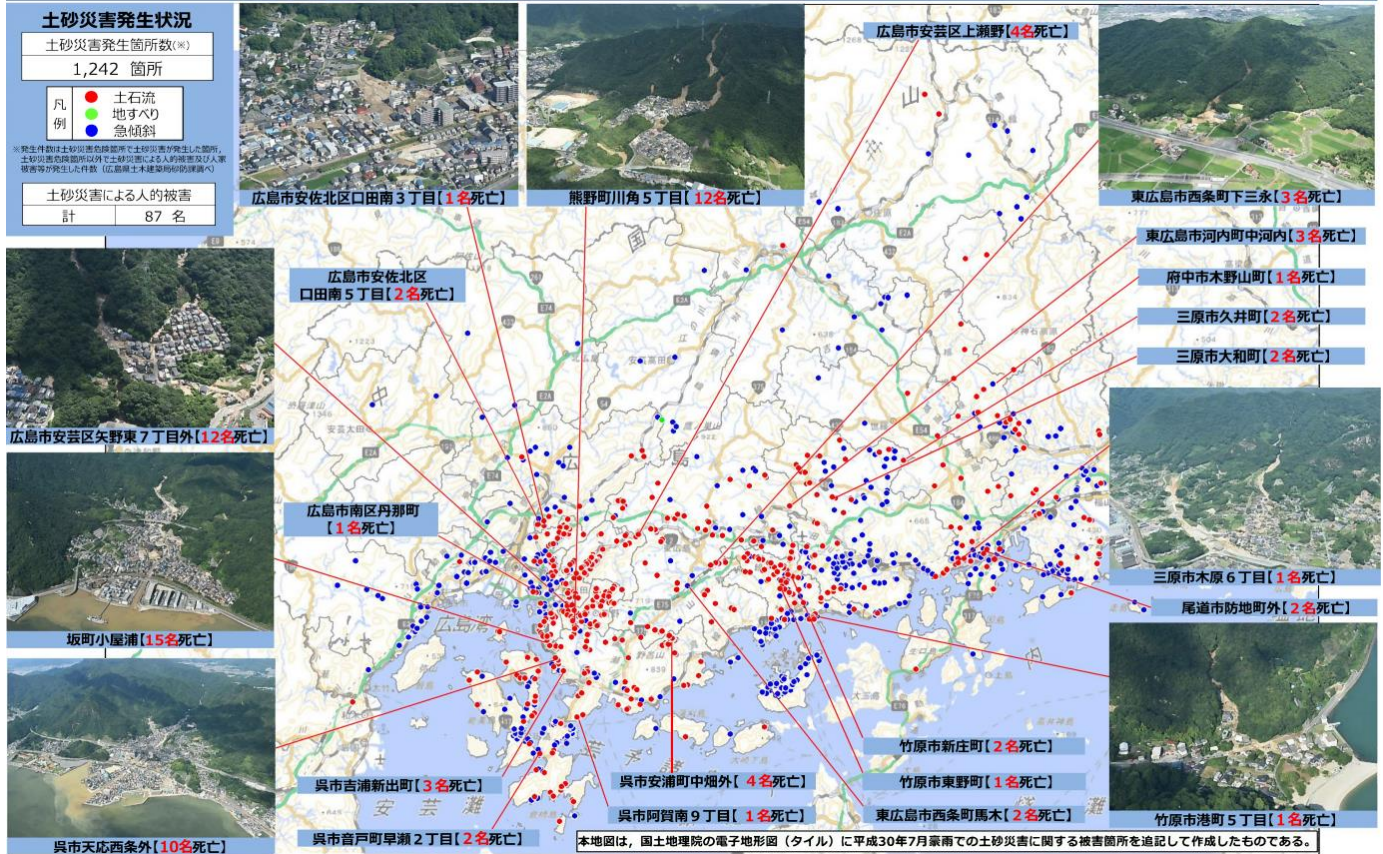 土砂災害発生状況
土砂災害発生箇所数(※)
1,242 箇所
凡例
土石流
地すべり
急傾斜
※発生件数は土砂災害危険箇所で土砂災害が発生した箇所，
土砂災害危険箇所以外で土砂災害による人的被害及び人家
被害等が発生した件数（広島県土木建築局砂防課調べ）
土砂災害による人的被害
計 87 名
広島市安佐北区口田南３丁目【1名死亡】
熊野町川角５丁目【12名死亡】
広島市安芸区上瀬野【4名死亡】
東広島市西条町下三永【3名死亡】
東広島市河内町中河内【3名死亡】
府中市木野山町【1名死亡】
三原市久井町【2名死亡】
三原市大和町【2名死亡】
広島市安佐北区
口田南５丁目【2名死亡】
広島市安芸区矢野東７丁目外【12名死亡】
広島市南区丹那町
【1名死亡】
坂町小屋浦【15名死亡】
三原市木原６丁目【1名死亡】
尾道市防地町外【2名死亡】
竹原市新庄町【2名死亡】
竹原市東野町【1名死亡】
東広島市西条町馬木【2名死亡】
竹原市港町５丁目【1名死亡】
呉市吉浦新出町【3名死亡】
呉市安浦町中畑外【4名死亡】
呉市阿賀南９丁目【1名死亡】
呉市音戸町早瀬２丁目【2名死亡】
呉市天応西条外【10名死亡】
広島湾
安芸灘
本地図は，国土地理院の電子地形図（タイル）に平成30年7月豪雨での土砂災害に関する被害箇所を追記して作成したものである。